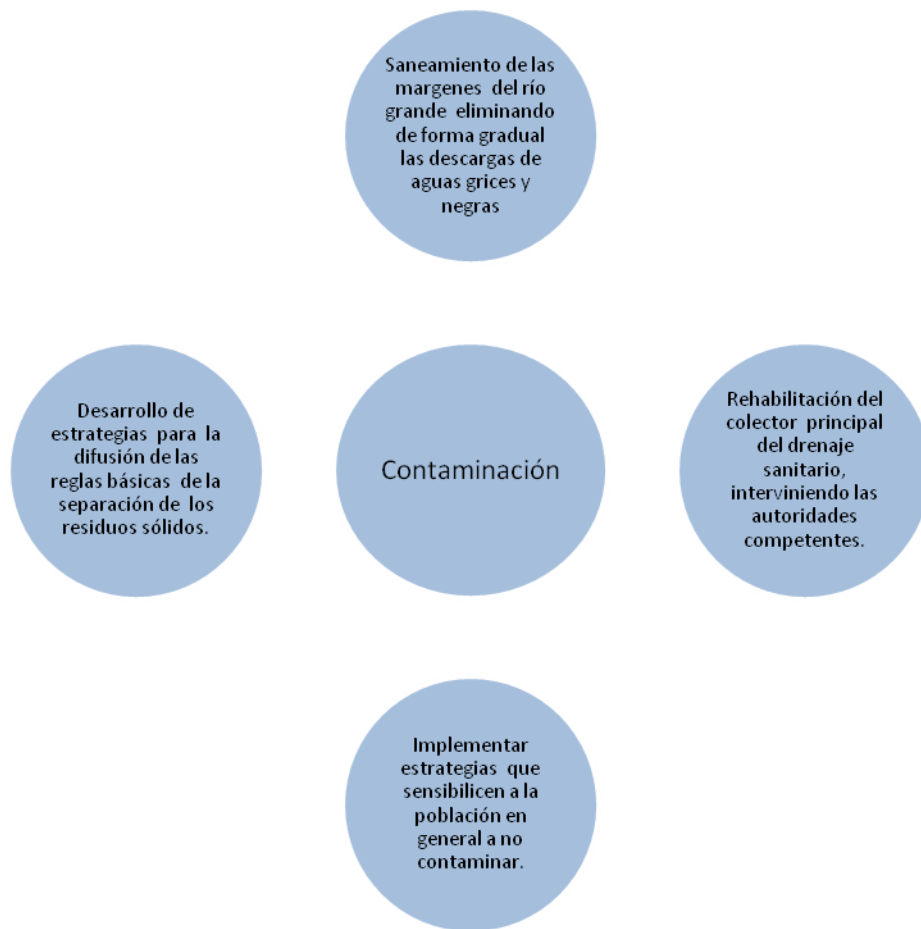 Saneamiento de las
margenes del río
grande eliminando
de forma gradual
las descargas de
aguas grices y
negras
Desarrollo de
estrategias para la
difusión de las
reglas básicas de la
separación de los
residuos sólidos.
Contaminación
Rehabilitación del
colector principal
del drenaje
sanitario,
interviniendo las
autoridades
competentes.
Implementar
estrategias que
sensibilicen a la
población en
general a no
contaminar.